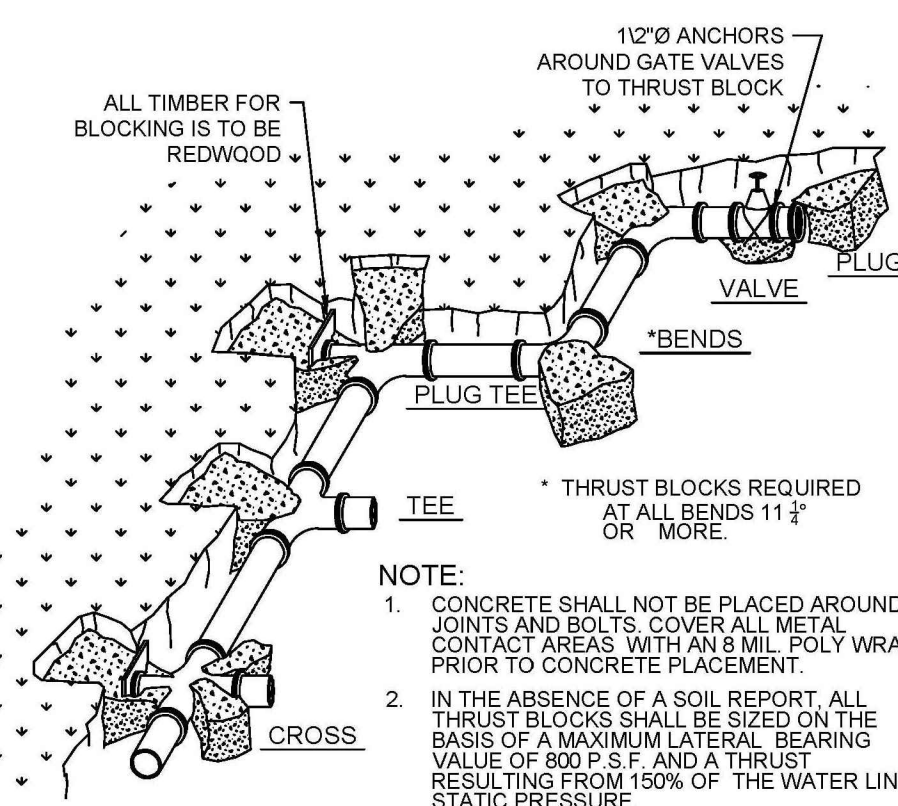 1\2"Ø ANCHORS
AROUND GATE VALVES
TO THRUST BLOCK
ALL TIMBER FOR
BLOCKING IS TO BE
REDWOOD
PLUG
VALVE
*BENDS
PLUG TEE
* THRUST BLOCKS REQUIRED
AT ALL BENDS 11 1/4°
OR MORE.
TEE
NOTE:
1. CONCRETE SHALL NOT BE PLACED AROUND
JOINTS AND BOLTS. COVER ALL METAL
CONTACT AREAS WITH AN 8 MIL. POLY WRA
PRIOR TO CONCRETE PLACEMENT.
2. IN THE ABSENCE OF A SOIL REPORT, ALL
THRUST BLOCKS SHALL BE SIZED ON THE
BASIS OF A MAXIMUM LATERAL BEARING
VALUE OF 800 P.S.F. AND A THRUST
RESULTING FROM 150% OF THE WATER LIN
STATIC PRESSURE.
CROSS